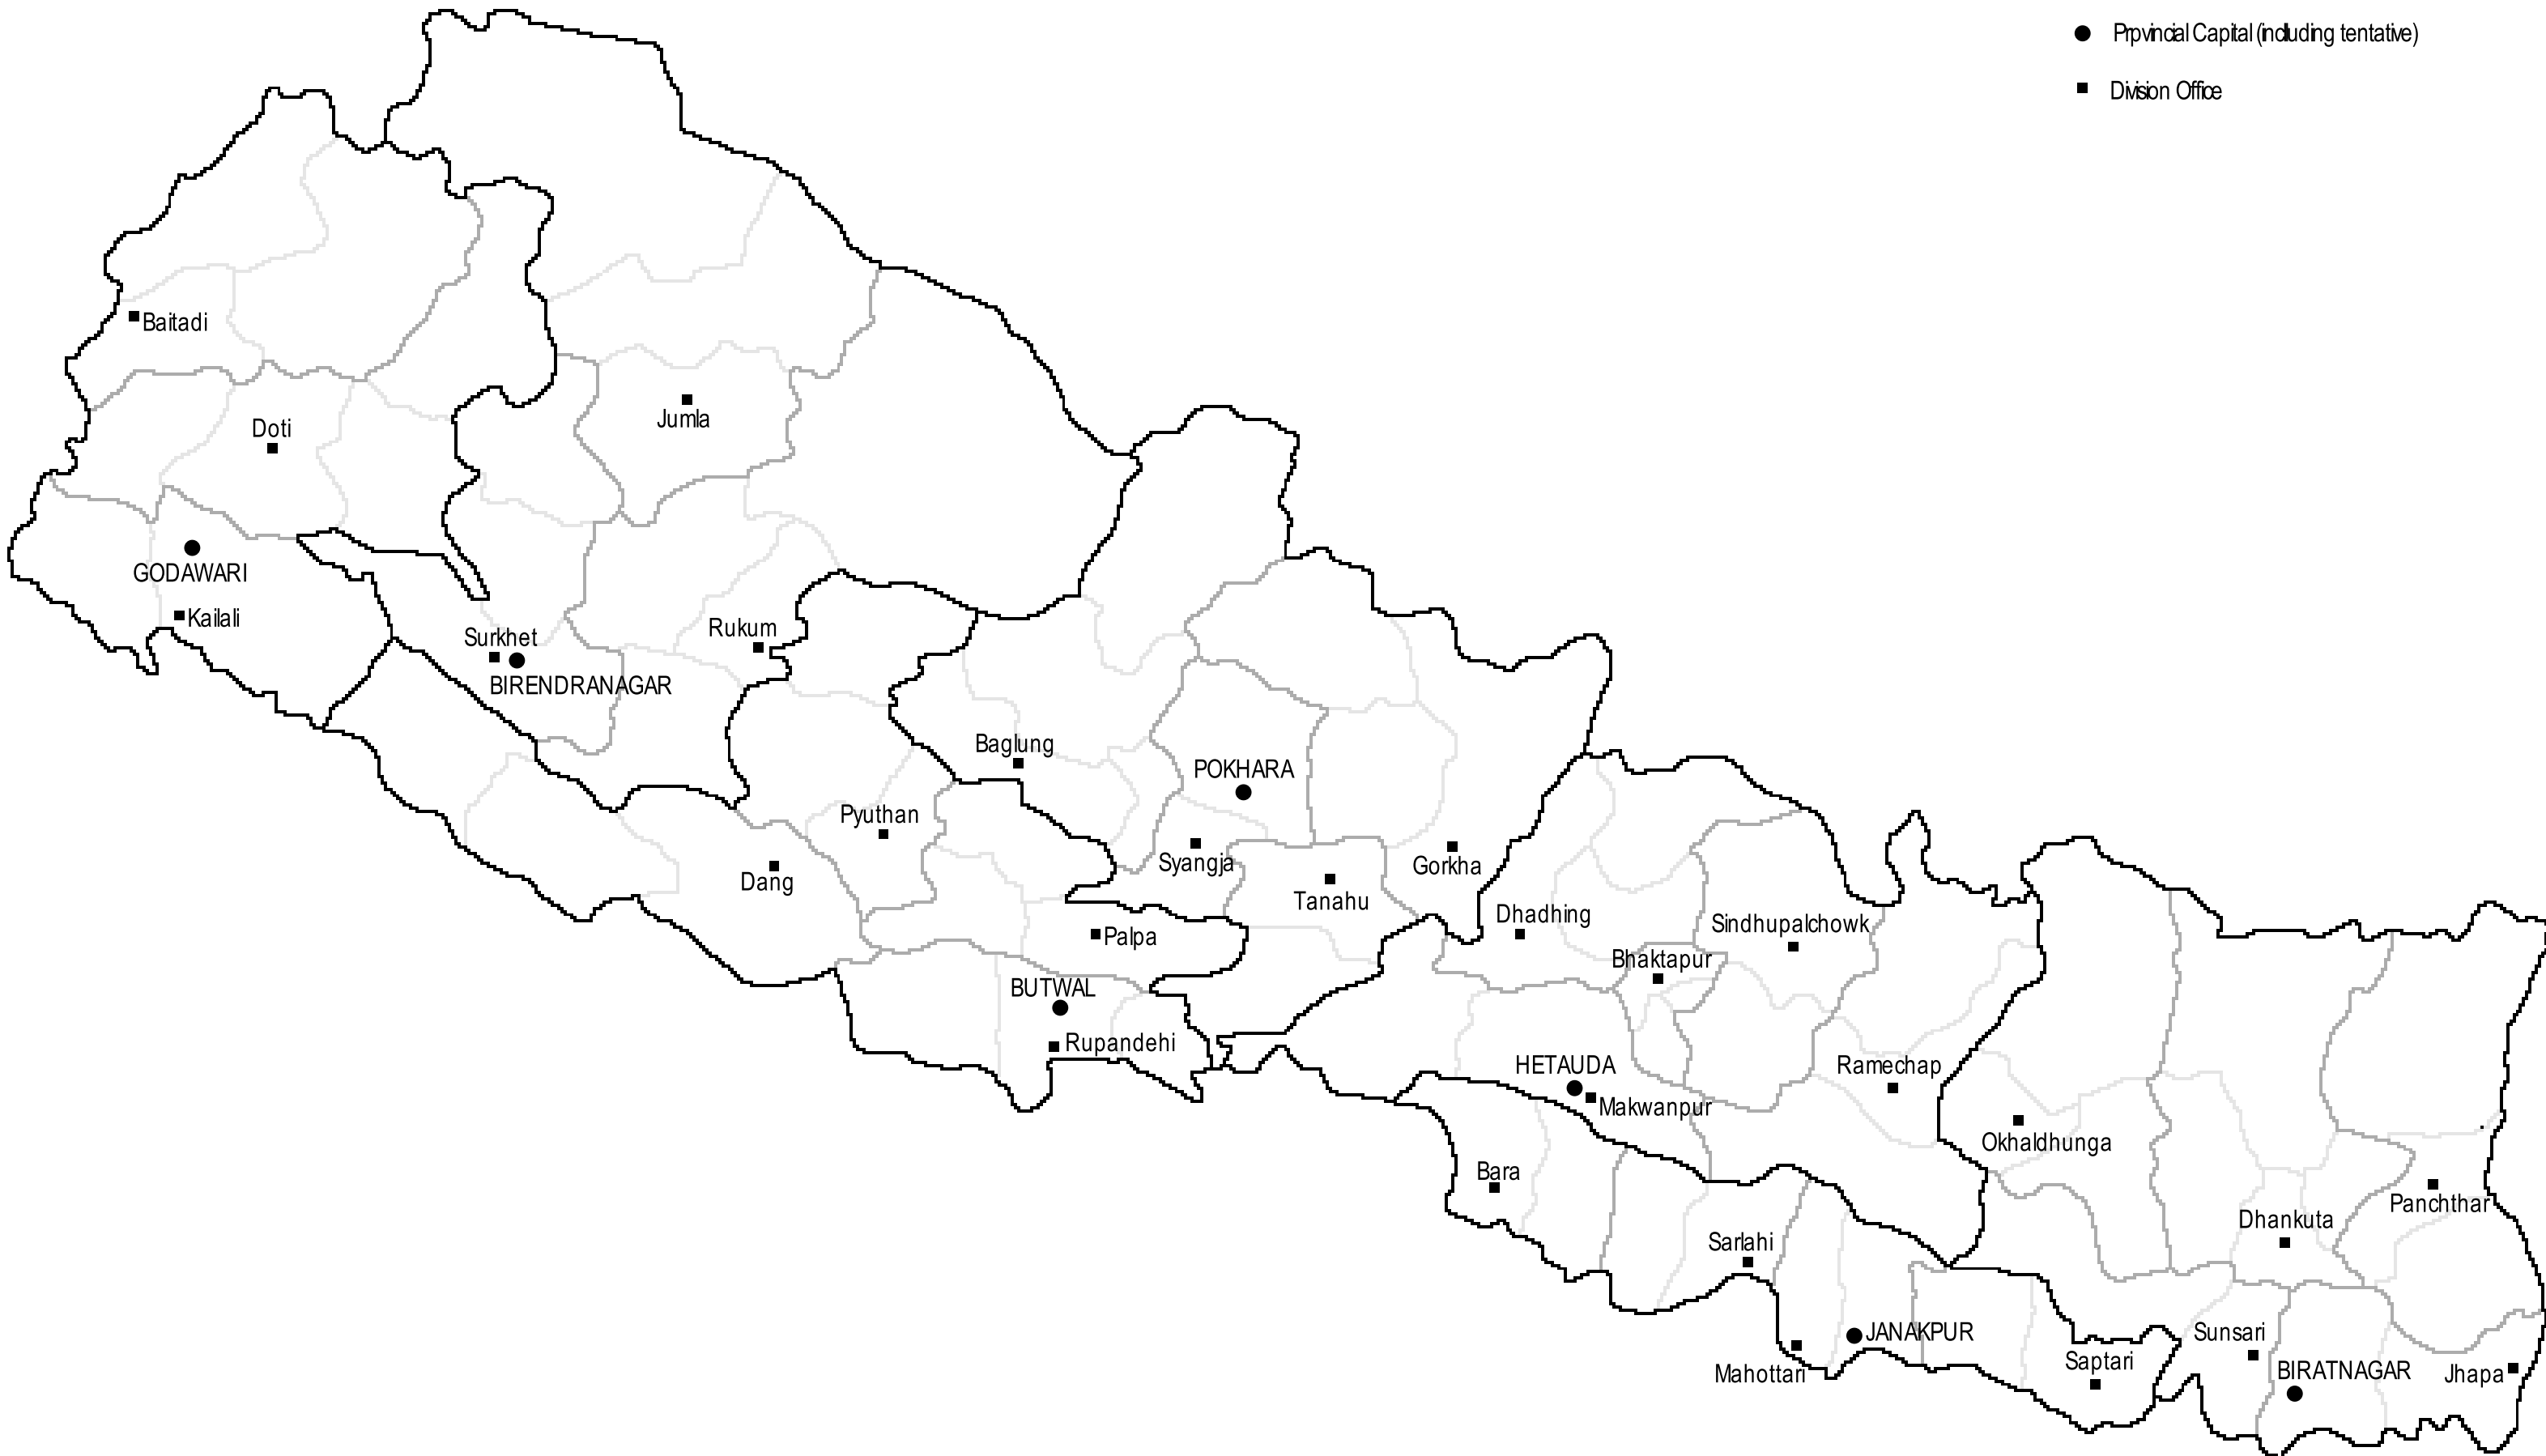 Prpvincial Capital (including tentative)
Division Office
Baitadi
Doti
Jumla
GODAWARI
Kailali
Surkhet
BIRENDRANAGAR
Rukum
Baglung
POKHARA
Pyuthan
Syangja
Gorkha
Dang
Tanahu
Dhadhing
Sindhupalchowk
Palpa
Bhaktapur
BUTWAL
Rupandehi
HETAUDA
Ramechap
Makwanpur
Okhaldhunga
Bara
Panchthar
Dhankuta
Sarlahi
JANAKPUR
Sunsari
Mahottari
Saptari
BIRATNAGAR
Jhapa